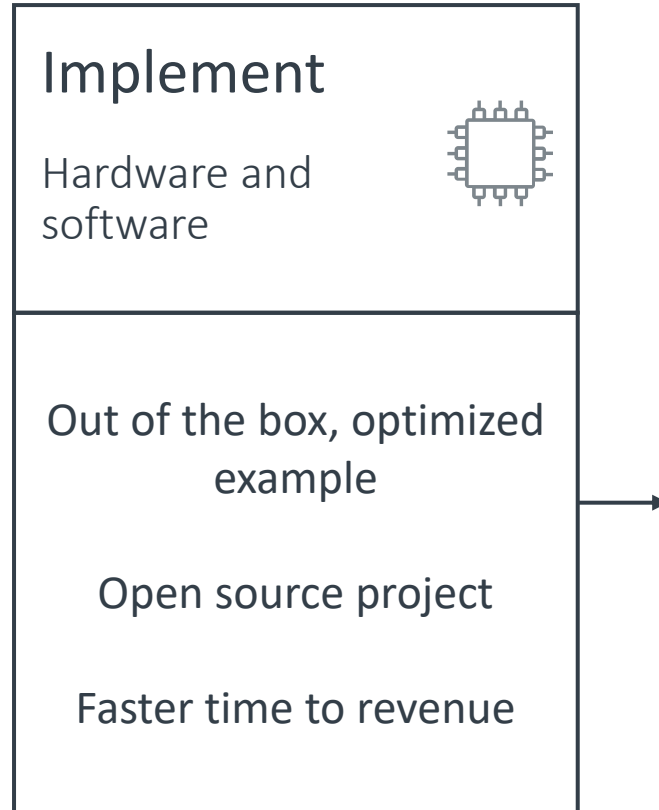 Implement
Hardware and
software
Out of the box, optimized
example
Open source project
Faster time to revenue